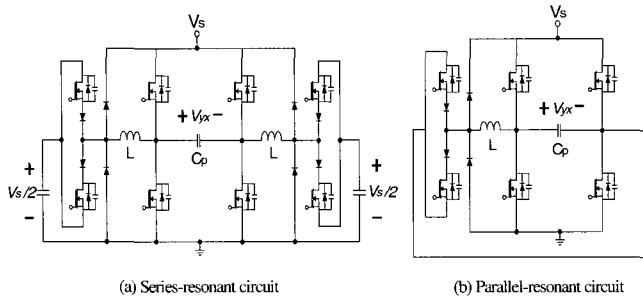 Vs
Vs
+ Vyx −
+ Vyx −
L
Cp
L
L
Cp
+
Vs/2
−
+
Vs/2
−
(a) Series-resonant circuit
(b) Parallel-resonant circuit